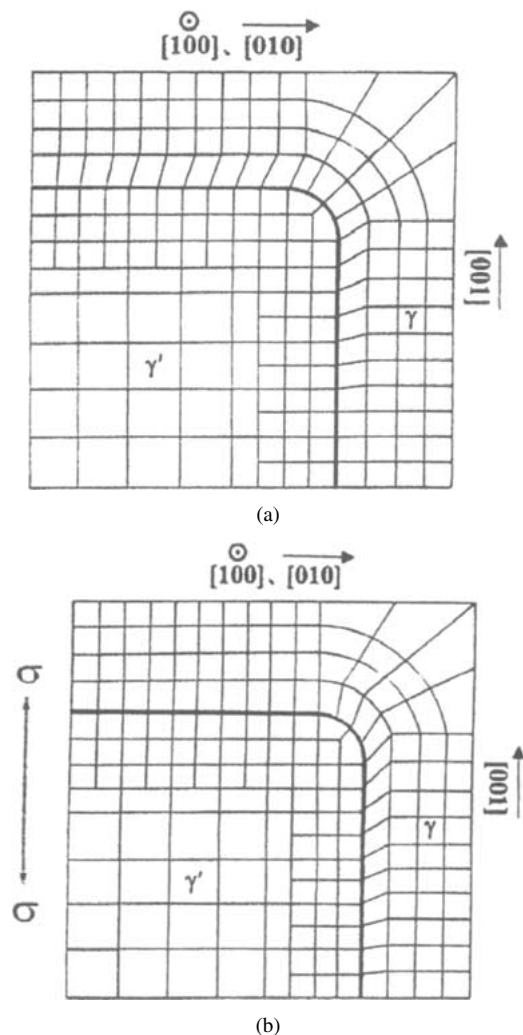 ⊙
[100]、[010]
[001]
γ
γ'
(a)
⊙
[100]、[010]
σ
[001]
γ
γ'
σ
(b)